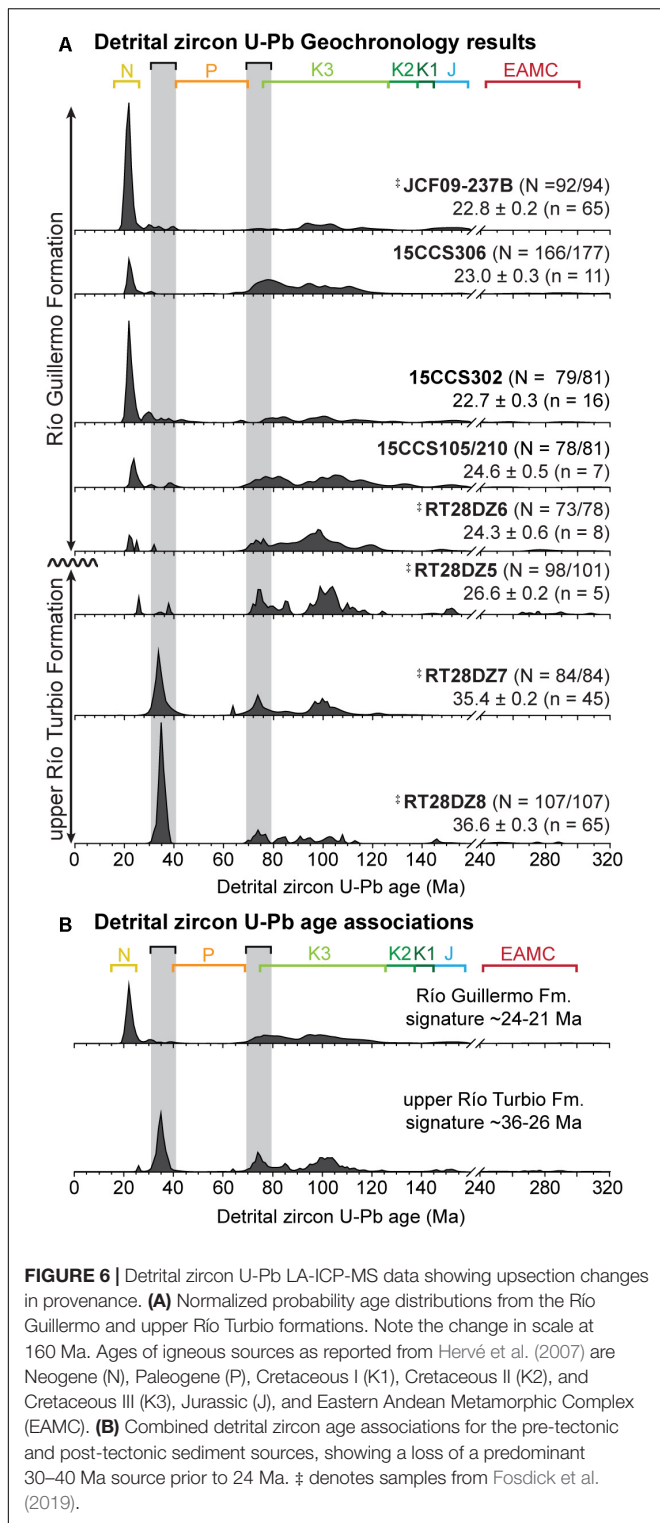 A Detrital zircon U-Pb Geochronology results
N P K3 K2 K1 J EAMC
‡JCF09-237B (N =92/94)
22.8 ± 0.2 (n = 65)
15CCS306 (N = 166/177)
23.0 ± 0.3 (n = 11)
15CCS302 (N = 79/81)
22.7 ± 0.3 (n = 16)
15CCS105/210 (N = 78/81)
24.6 ± 0.5 (n = 7)
‡RT28DZ6 (N = 73/78)
24.3 ± 0.6 (n = 8)
Río Guillermo Formation
‡RT28DZ5 (N = 98/101)
26.6 ± 0.2 (n = 5)
‡RT28DZ7 (N = 84/84)
35.4 ± 0.2 (n = 45)
‡RT28DZ8 (N = 107/107)
36.6 ± 0.3 (n = 65)
upper Río Turbio Formation
0 20 40 60 80 100 120 140 240 280 320
Detrital zircon U-Pb age (Ma)
B Detrital zircon U-Pb age associations
N P K3 K2 K1 J EAMC
Río Guillermo Fm.
signature ~24-21 Ma
0 20 40 60 80 100 120 140 240 280 320
upper Río Turbio Fm.
signature ~36-26 Ma
0 20 40 60 80 100 120 140 240 280 320
Detrital zircon U-Pb age (Ma)
FIGURE 6 | Detrital zircon U-Pb LA-ICP-MS data showing upsection changes
in provenance. (A) Normalized probability age distributions from the Río
Guillermo and upper Río Turbio formations. Note the change in scale at
160 Ma. Ages of igneous sources as reported from Hervé et al. (2007) are
Neogene (N), Paleogene (P), Cretaceous I (K1), Cretaceous II (K2), and
Cretaceous III (K3), Jurassic (J), and Eastern Andean Metamorphic Complex
(EAMC). (B) Combined detrital zircon age associations for the pre-tectonic
and post-tectonic sediment sources, showing a loss of a predominant
30–40 Ma source prior to 24 Ma. ‡ denotes samples from Fosdick et al.
(2019).